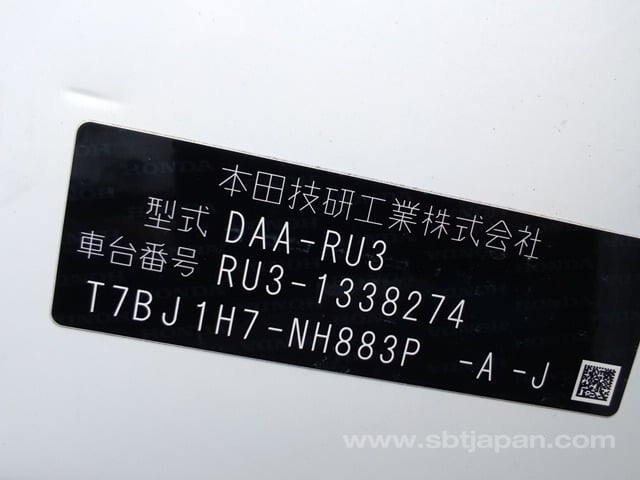 本田技研工業株式会社
型式 DAA-RU3
車台番号 RU3-1338274
T7BJ1H7-NH883P -A -J
www.sbtjapan.com